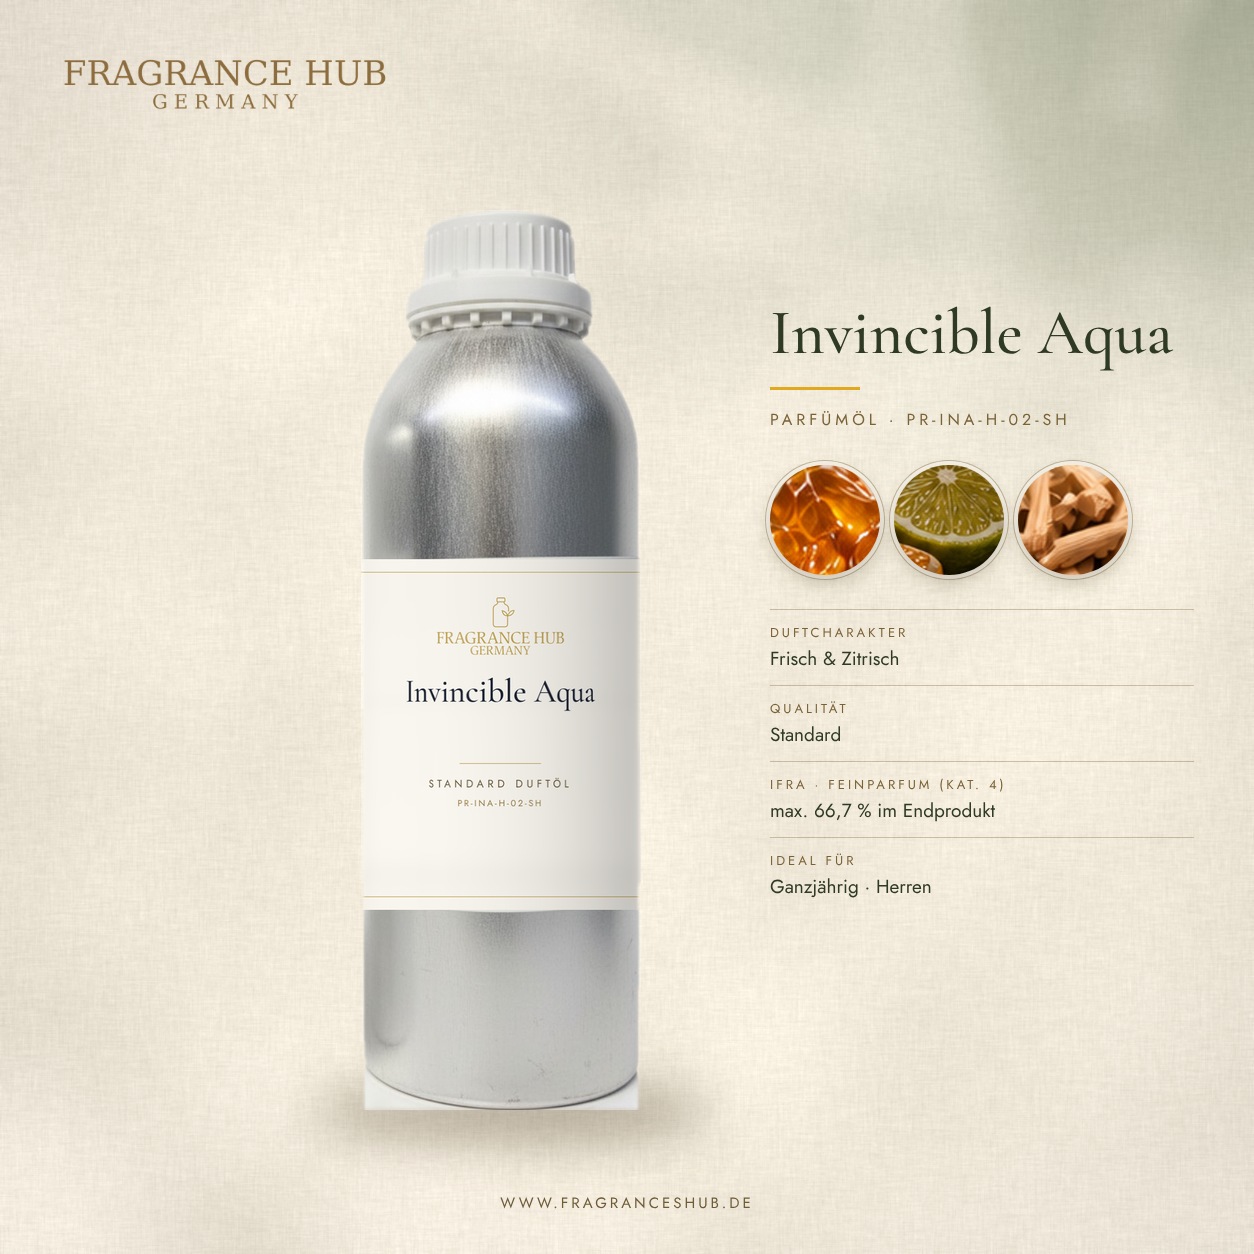 FRAGRANCE HUB
GERMANY
FRAGRANCE HUB
GERMANY
Invincible Aqua
STANDARD DUFTÖL
PR-INA-H-02-SH
Invincible Aqua
PARFÜMÖL · PR-INA-H-02-SH
DUFTCHARAKTER
Frisch & Zitrisch
QUALITÄT
Standard
IFRA · FEINPARFUM (KAT. 4)
max. 66,7 % im Endprodukt
IDEAL FÜR
Ganzjährig · Herren
WWW.FRAGRANCESHUB.DE